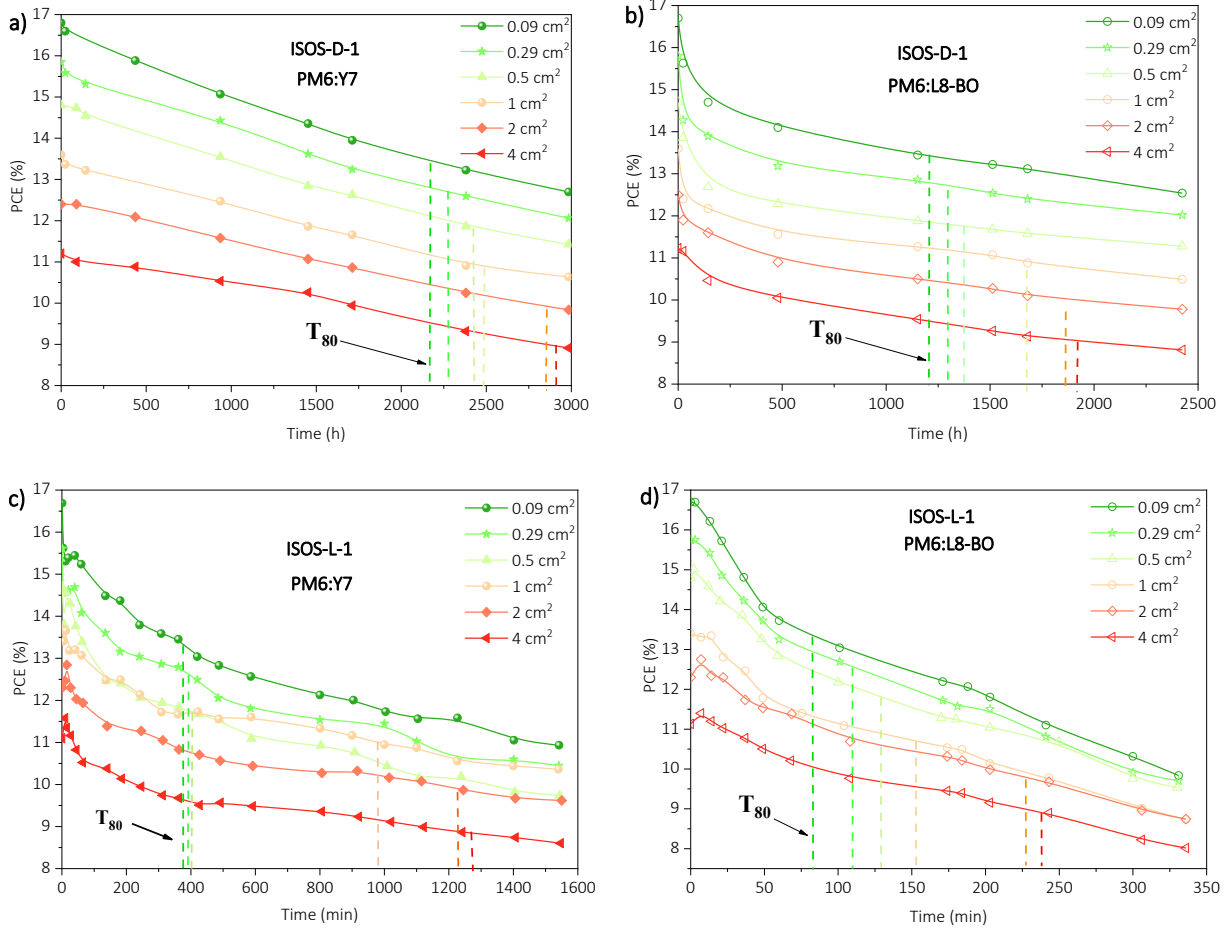 a)
ISOS-D-1
PM6:Y7
0.09 cm²
0.29 cm²
0.5 cm²
1 cm²
2 cm²
4 cm²
T₈₀
PCE (%)
17
16
15
14
13
12
11
10
9
8
0 500 1000 1500 2000 2500 3000
Time (h)
b)
ISOS-D-1
PM6:L8-BO
0.09 cm²
0.29 cm²
0.5 cm²
1 cm²
2 cm²
4 cm²
T₈₀
PCE (%)
17
16
15
14
13
12
11
10
9
8
0 500 1000 1500 2000 2500
Time (h)
c)
ISOS-L-1
PM6:Y7
0.09 cm²
0.29 cm²
0.5 cm²
1 cm²
2 cm²
4 cm²
T₈₀
PCE (%)
17
16
15
14
13
12
11
10
9
8
0 200 400 600 800 1000 1200 1400 1600
Time (min)
d)
ISOS-L-1
PM6:L8-BO
0.09 cm²
0.29 cm²
0.5 cm²
1 cm²
2 cm²
4 cm²
T₈₀
PCE (%)
17
16
15
14
13
12
11
10
9
8
0 50 100 150 200 250 300 350
Time (min)